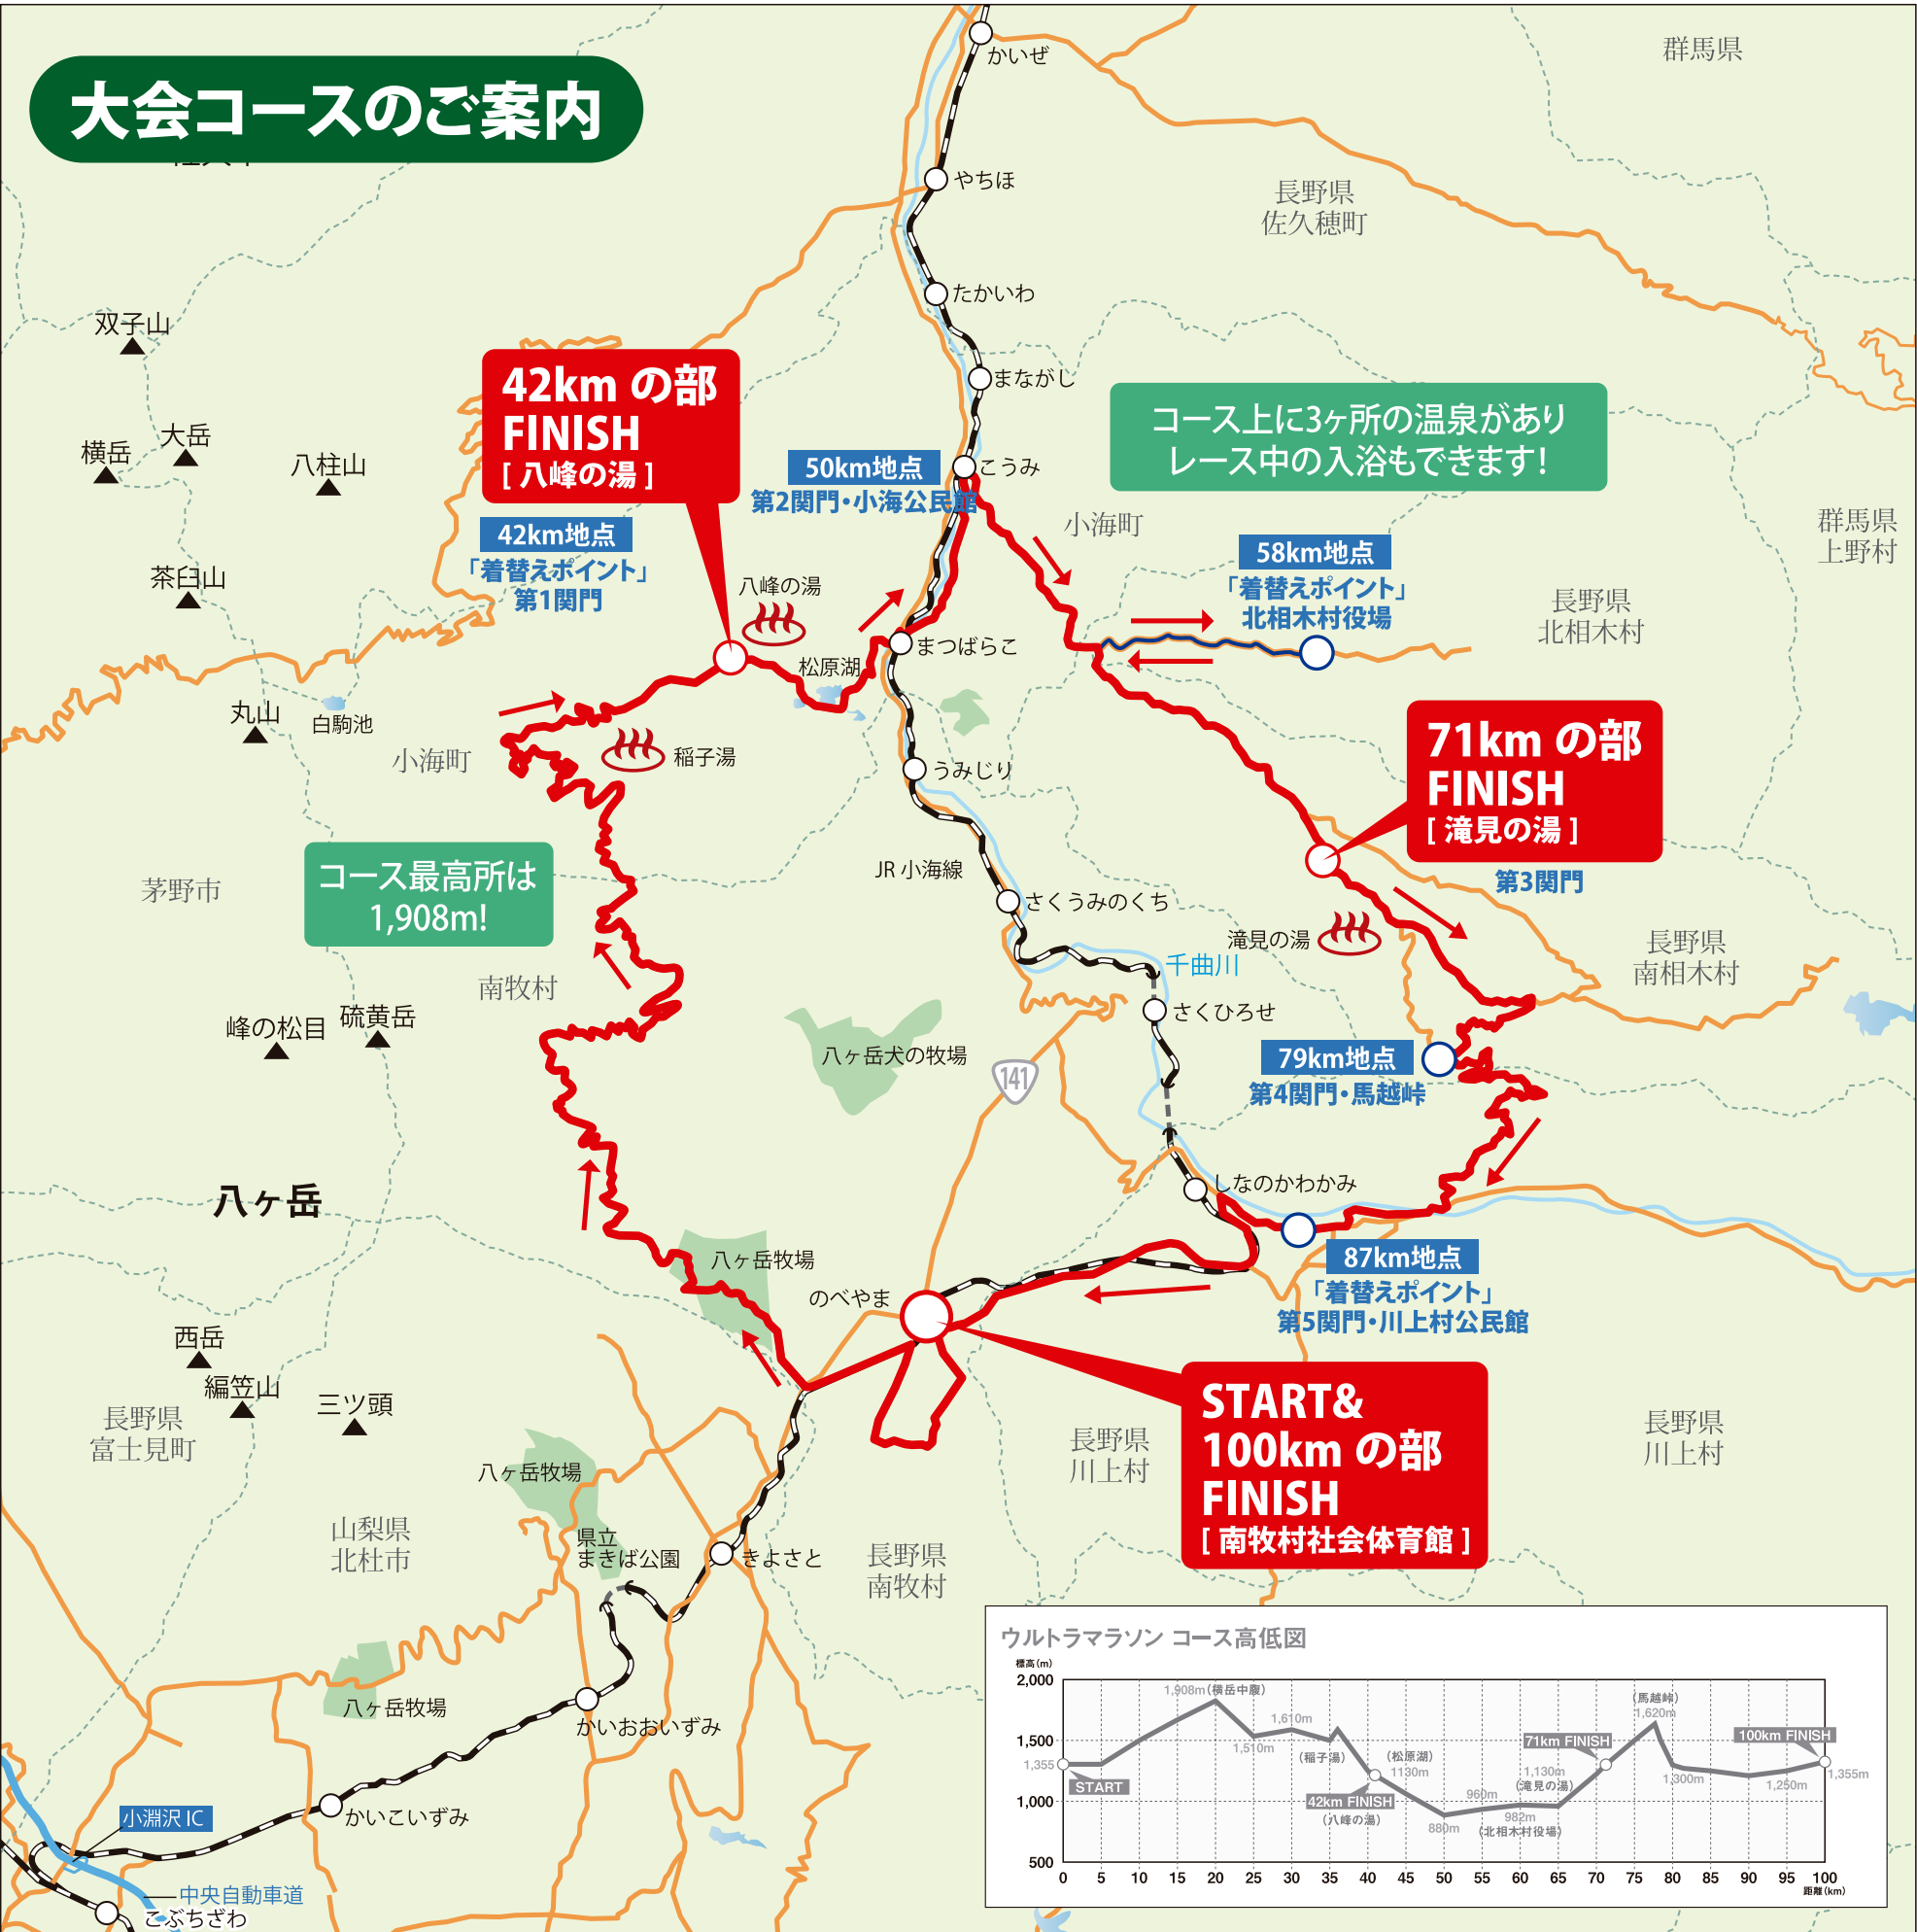 大会コースのご案内
かいぜ
群馬県
やちほ
長野県
佐久穂町
たかいわ
双子山
まながし
42km の部
FINISH
[ 八峰の湯 ]
コース上に3ヶ所の温泉があり
レース中の入浴もできます!
横岳
大岳
八柱山
50km地点
第2関門・小海公民館
こうみ
小海町
群馬県
上野村
42km地点
「着替えポイント」
第1関門
58km地点
「着替えポイント」
北相木村役場
茶臼山
八峰の湯
長野県
北相木村
まつばらこ
松原湖
丸山
白駒池
小海町
稲子湯
うみじり
71km の部
FINISH
[ 滝見の湯 ]
第3関門
コース最高所は
1,908m!
茅野市
JR 小海線
さくうみのくち
滝見の湯
長野県
南相木村
千曲川
南牧村
さくひろせ
峰の松目
硫黄岳
八ヶ岳犬の牧場
141
79km地点
第4関門・馬越峠
八ヶ岳
しなのかわかみ
八ヶ岳牧場
のべやま
87km地点
「着替えポイント」
第5関門・川上村公民館
西岳
編笠山
三ツ頭
長野県
富士見町
START&
100km の部
FINISH
[ 南牧村社会体育館 ]
長野県
川上村
長野県
川上村
八ヶ岳牧場
山梨県
北杜市
県立
まきば公園
きよさと
長野県
南牧村
八ヶ岳牧場
かいおおいずみ
かいこいずみ
小淵沢 IC
中央自動車道
こぶちざわ
ウルトラマラソン コース高低図
標高(m)
2,000
1,500
1,000
500
1,355
START
1,908m(横岳中腹)
1,510m
1,610m
(稲子湯)
(松原湖)
1130m
42km FINISH
(八峰の湯)
880m
960m
982m
(北相木村役場)
71km FINISH
1,130m
(滝見の湯)
(馬越峠)
1,620m
1,300m
1,250m
100km FINISH
1,355m
0 5 10 15 20 25 30 35 40 45 50 55 60 65 70 75 80 85 90 95 100
距離(km)